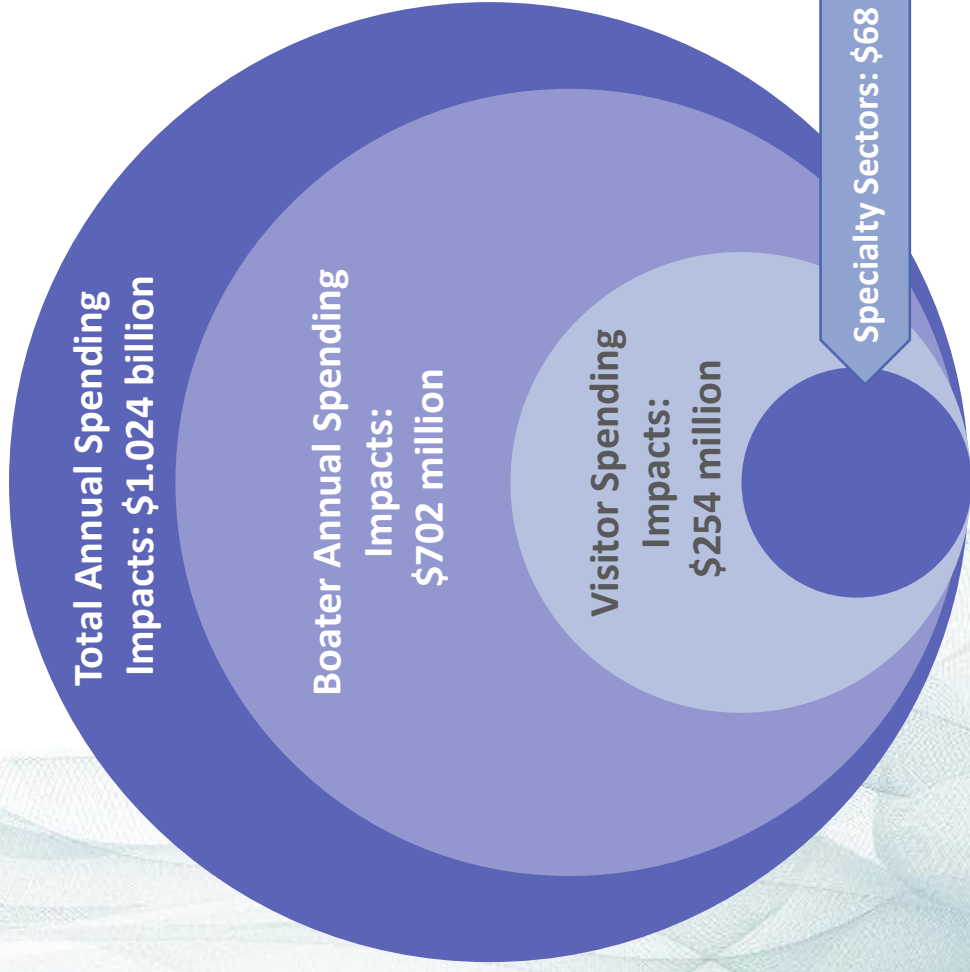 Total Annual Spending
Impacts: $1.024 billion
Boater Annual Spending
Impacts:
$702 million
Visitor Spending
Impacts:
$254 million
Specialty Sectors: $68